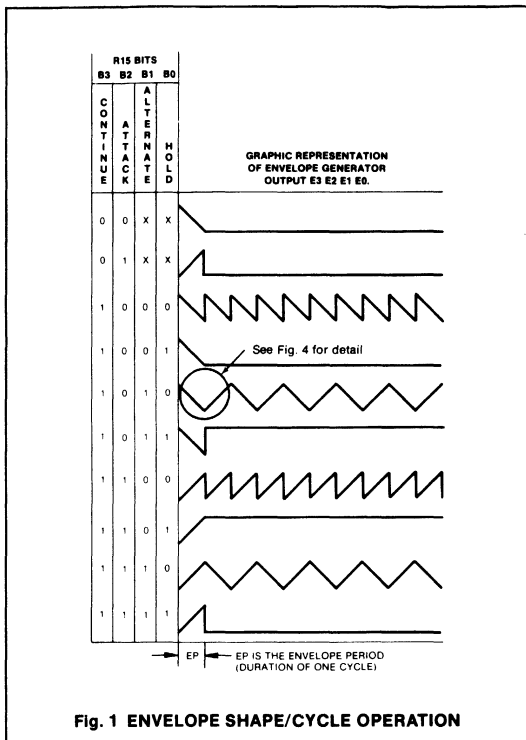 R15 BITS
B3 B2 B1 B0
CONTINUE
ATTACK
ALTERNATE
HOLD
GRAPHIC REPRESENTATION
OF ENVELOPE GENERATOR
OUTPUT E3 E2 E1 E0.
0 0 X X
0 1 X X
1 0 0 0
1 0 0 1
See Fig. 4 for detail
1 0 1 0
1 0 1 1
1 1 0 0
1 1 0 1
1 1 1 0
1 1 1 1
EP
EP IS THE ENVELOPE PERIOD
(DURATION OF ONE CYCLE)
Fig. 1 ENVELOPE SHAPE/CYCLE OPERATION